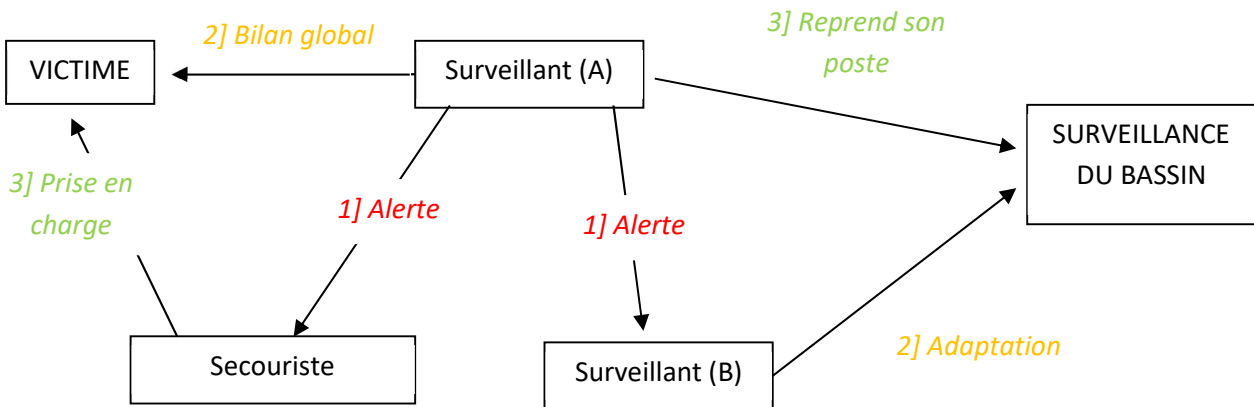 2] Bilan global
3] Reprend son
poste
VICTIME
Surveillant (A)
SURVEILLANCE
DU BASSIN
3] Prise en
charge
1] Alerte
1] Alerte
Secouriste
Surveillant (B)
2] Adaptation